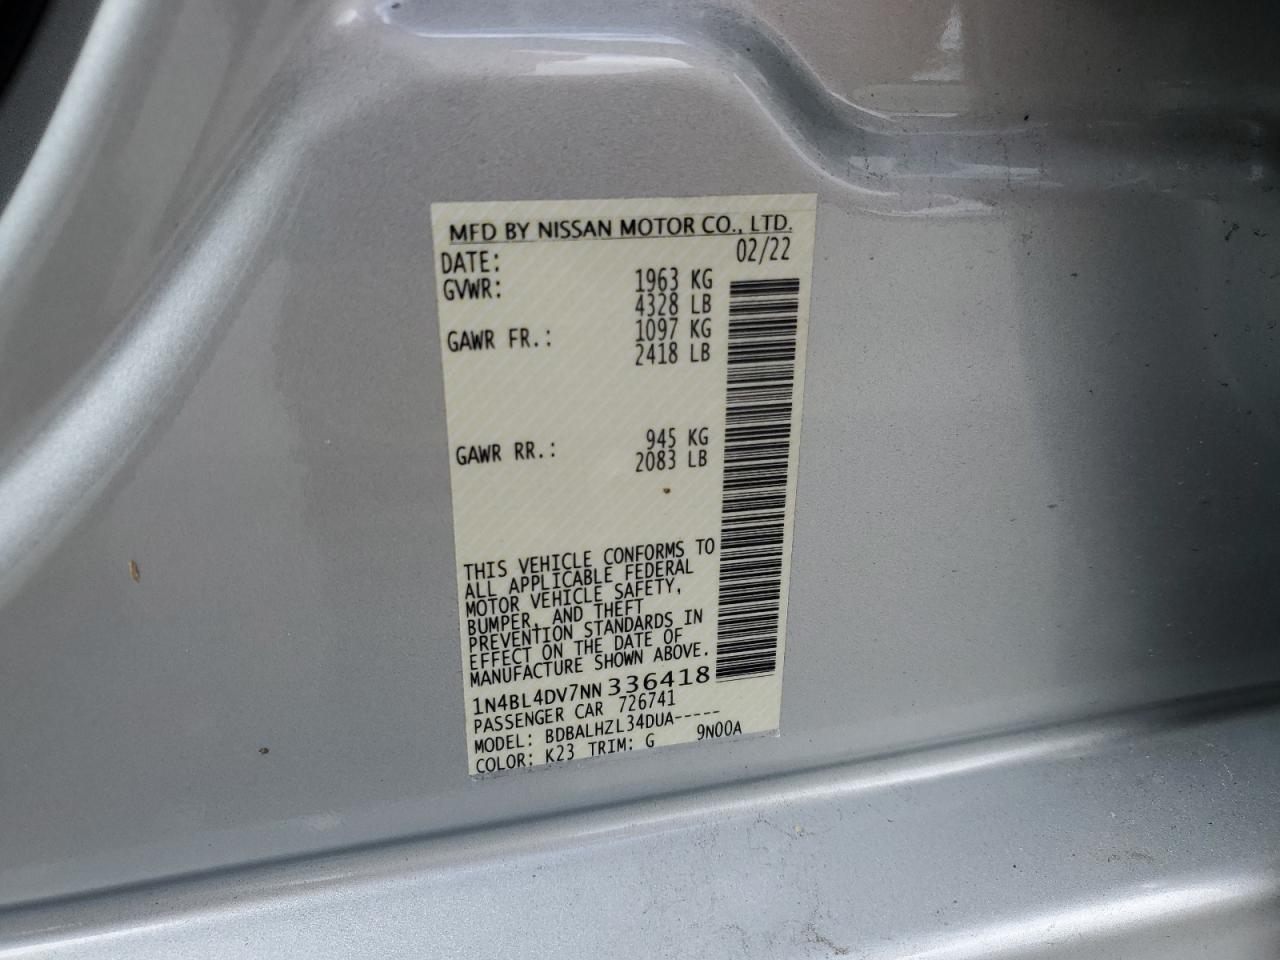 MFD BY NISSAN MOTOR CO., LTD.
DATE: 02/22
GVWR: 1963 KG
4328 LB
GAWR FR.: 1097 KG
2418 LB
GAWR RR.: 945 KG
2083 LB
THIS VEHICLE CONFORMS TO
ALL APPLICABLE FEDERAL
MOTOR VEHICLE SAFETY,
BUMPER, AND THEFT
PREVENTION STANDARDS IN
EFFECT ON THE DATE OF
MANUFACTURE SHOWN ABOVE.
1N4BL4DV7NN336418
PASSENGER CAR 726741
MODEL: BDBALHZL34DUA-----
COLOR: K23 TRIM: G 9N00A